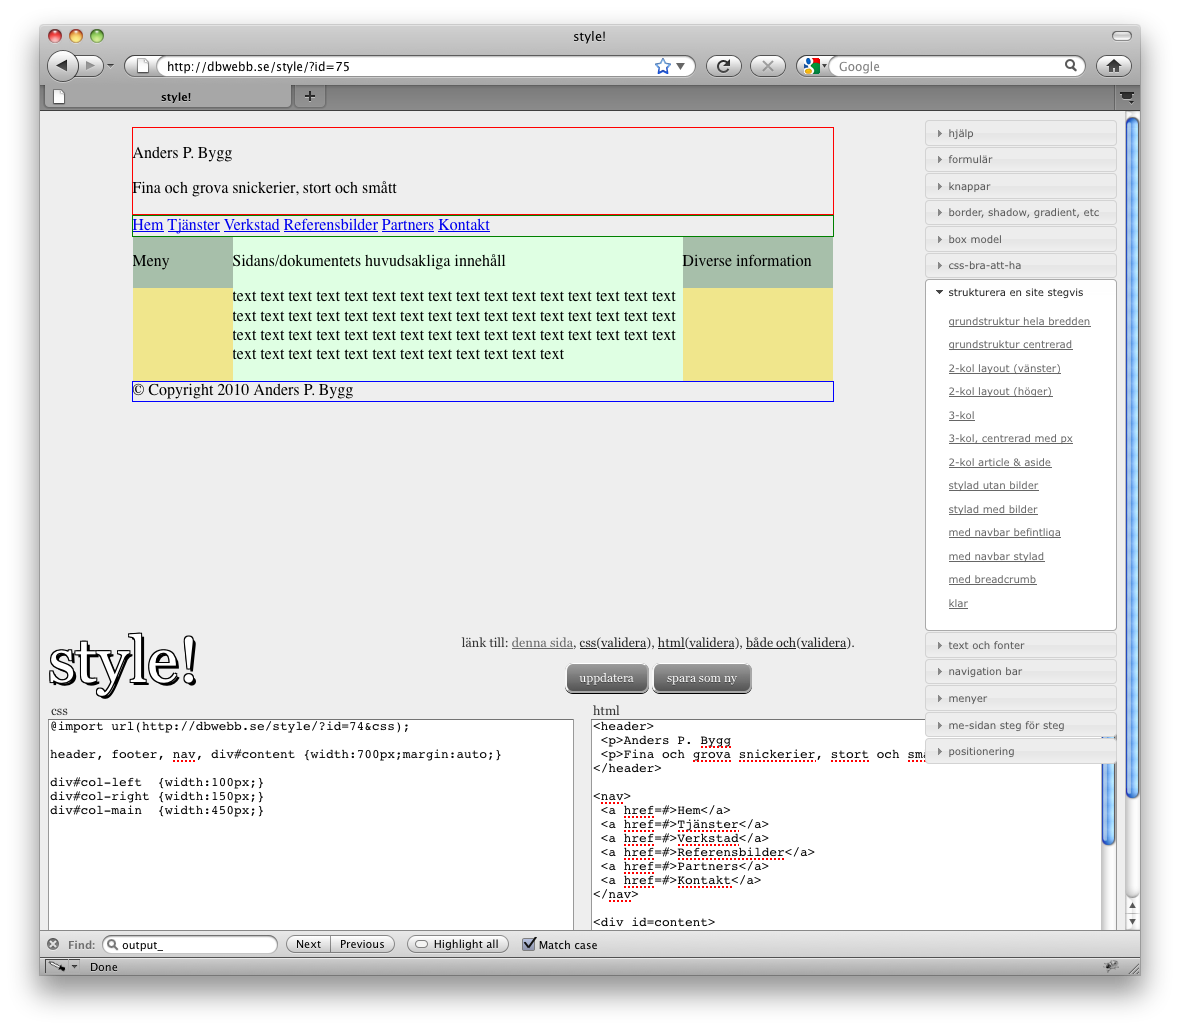 style!
http://dbwebb.se/style/?id=75
Google
style!
Anders P. Bygg
Fina och grova snickerier, stort och smått
Hem Tjänster Verkstad Referensbilder Partners Kontakt
Meny
Sidans/dokumentets huvudsakliga innehåll
Diverse information
text text text text text text text text text text text text text text text text
text text text text text text text text text text text text text text text text
text text text text text text text text text text text text text text text text
text text text text text text text text text text text text
© Copyright 2010 Anders P. Bygg
hjälp
formulär
knappar
border, shadow, gradient, etc
box model
css-bra-att-ha
strukturera en site stegvis
grundstruktur hela bredden
grundstruktur centrerad
2-kol layout (vänster)
2-kol layout (höger)
3-kol
3-kol, centrerad med px
2-kol article & aside
stylad utan bilder
stylad med bilder
med navbar befintliga
med navbar stylad
med breadcrumb
klar
text och fonter
navigation bar
menyer
me-sidan steg för steg
positionering
style!
länk till: denna sida, css(validera), html(validera), både och(validera).
uppdatera
spara som ny
css
@import url(http://dbwebb.se/style/?id=74&css);
header, footer, nav, div#content {width:700px;margin:auto;}
div#col-left {width:100px;}
div#col-right {width:150px;}
div#col-main {width:450px;}
html
<header>
<p>Anders P. Bygg
<p>Fina och grova snickerier, stort och små
</header>
<nav>
<a href=#>Hem</a>
<a href=#>Tjänster</a>
<a href=#>Verkstad</a>
<a href=#>Referensbilder</a>
<a href=#>Partners</a>
<a href=#>Kontakt</a>
</nav>
<div id=content>
Find: output_ Next Previous Highlight all Match case
Done